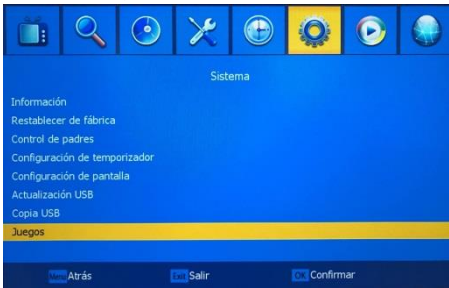 Sistema
Información
Restablecer de fábrica
Control de padres
Configuración de temporizador
Configuración de pantalla
Actualización USB
Copia USB
Juegos
Menu Atrás Exit Salir OK Confirmar